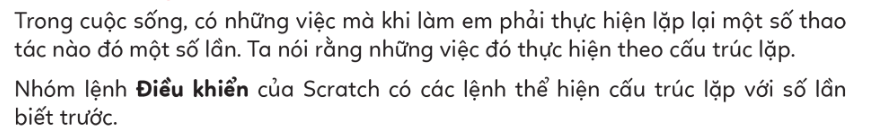 Trong cuộc sống, có những việc mà khi làm em phải thực hiện lặp lại một số thao
tác nào đó một số lần. Ta nói rằng những việc đó thực hiện theo cấu trúc lặp.
Nhóm lệnh Điều khiển của Scratch có các lệnh thể hiện cấu trúc lặp với số lần
biết trước.